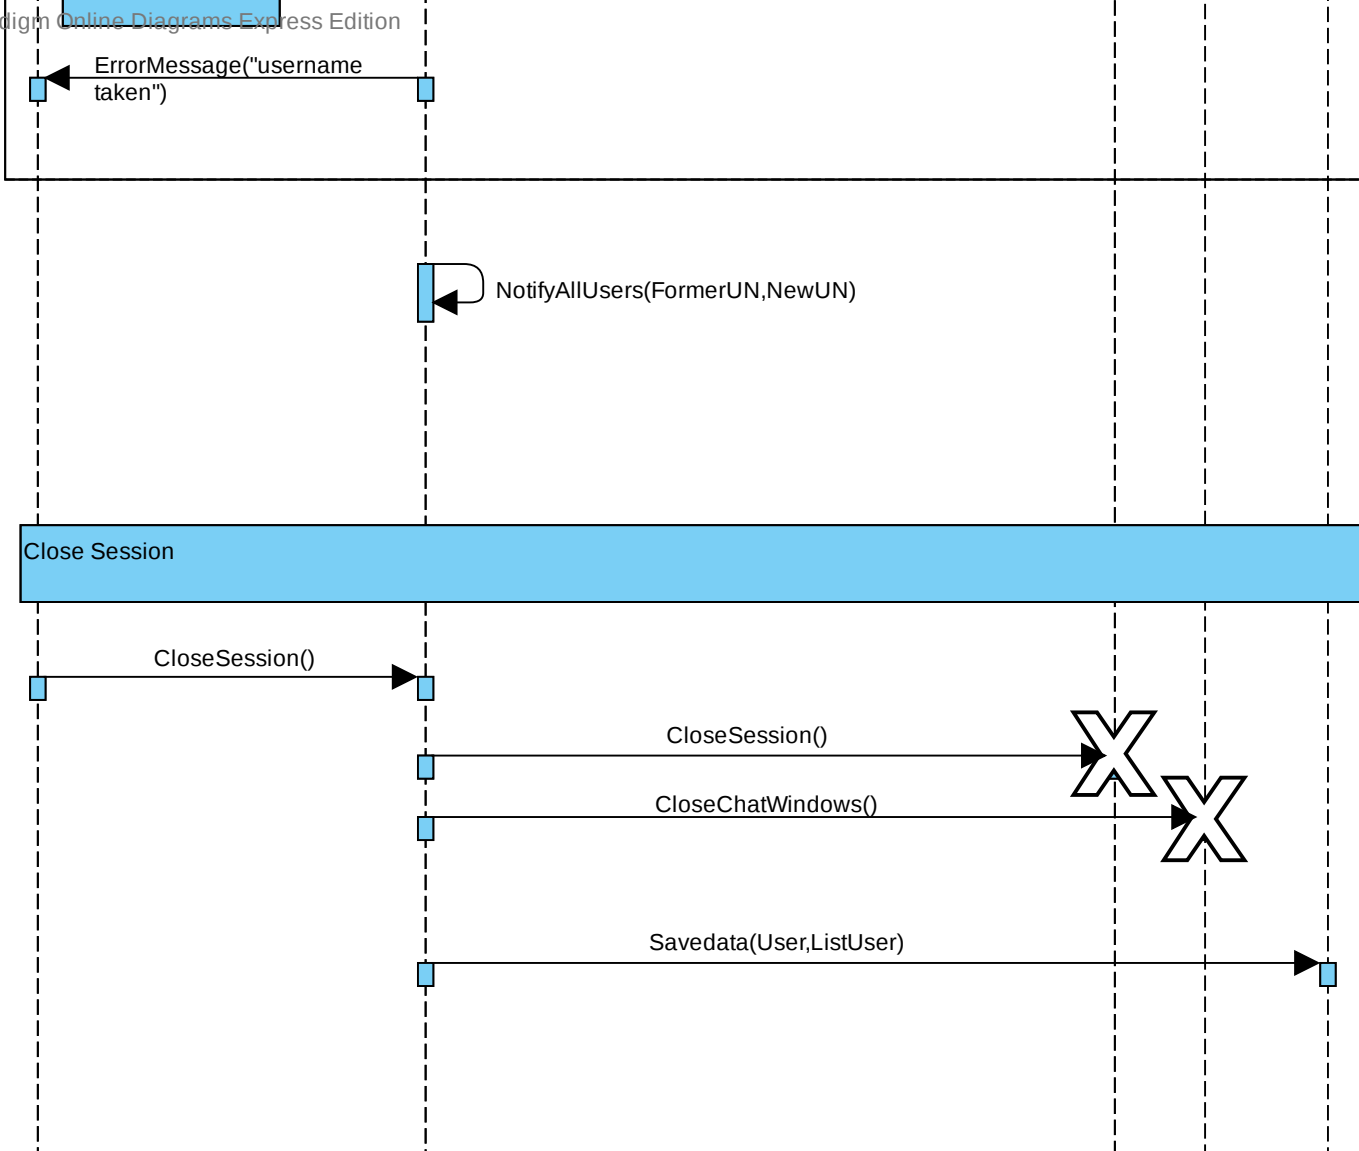 digm Online Diagrams Express Edition
ErrorMessage("username
taken")
NotifyAllUsers(FormerUN,NewUN)
Close Session
CloseSession()
CloseSession()
CloseChatWindows()
Savedata(User,ListUser)